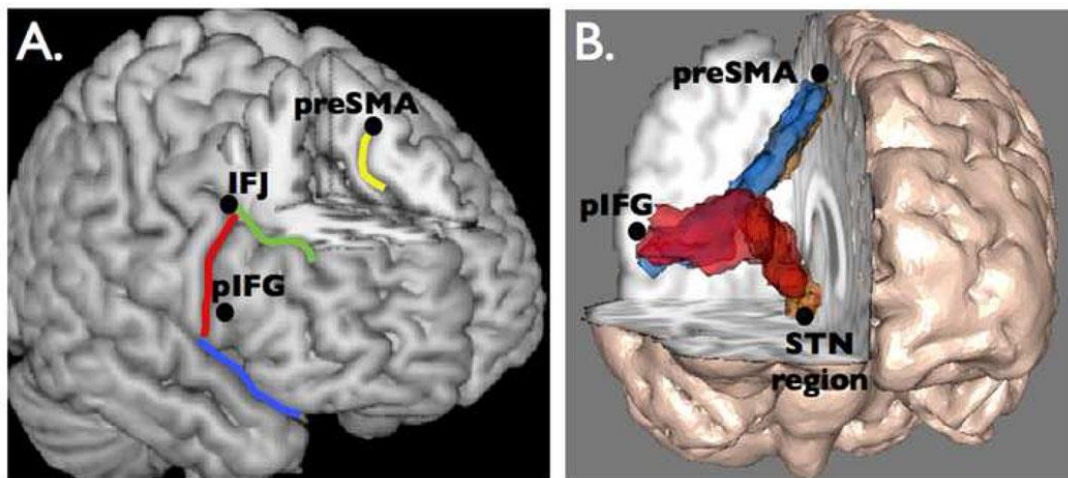 A.
preSMA
IFJ
pIFG
B.
preSMA
pIFG
STN
region